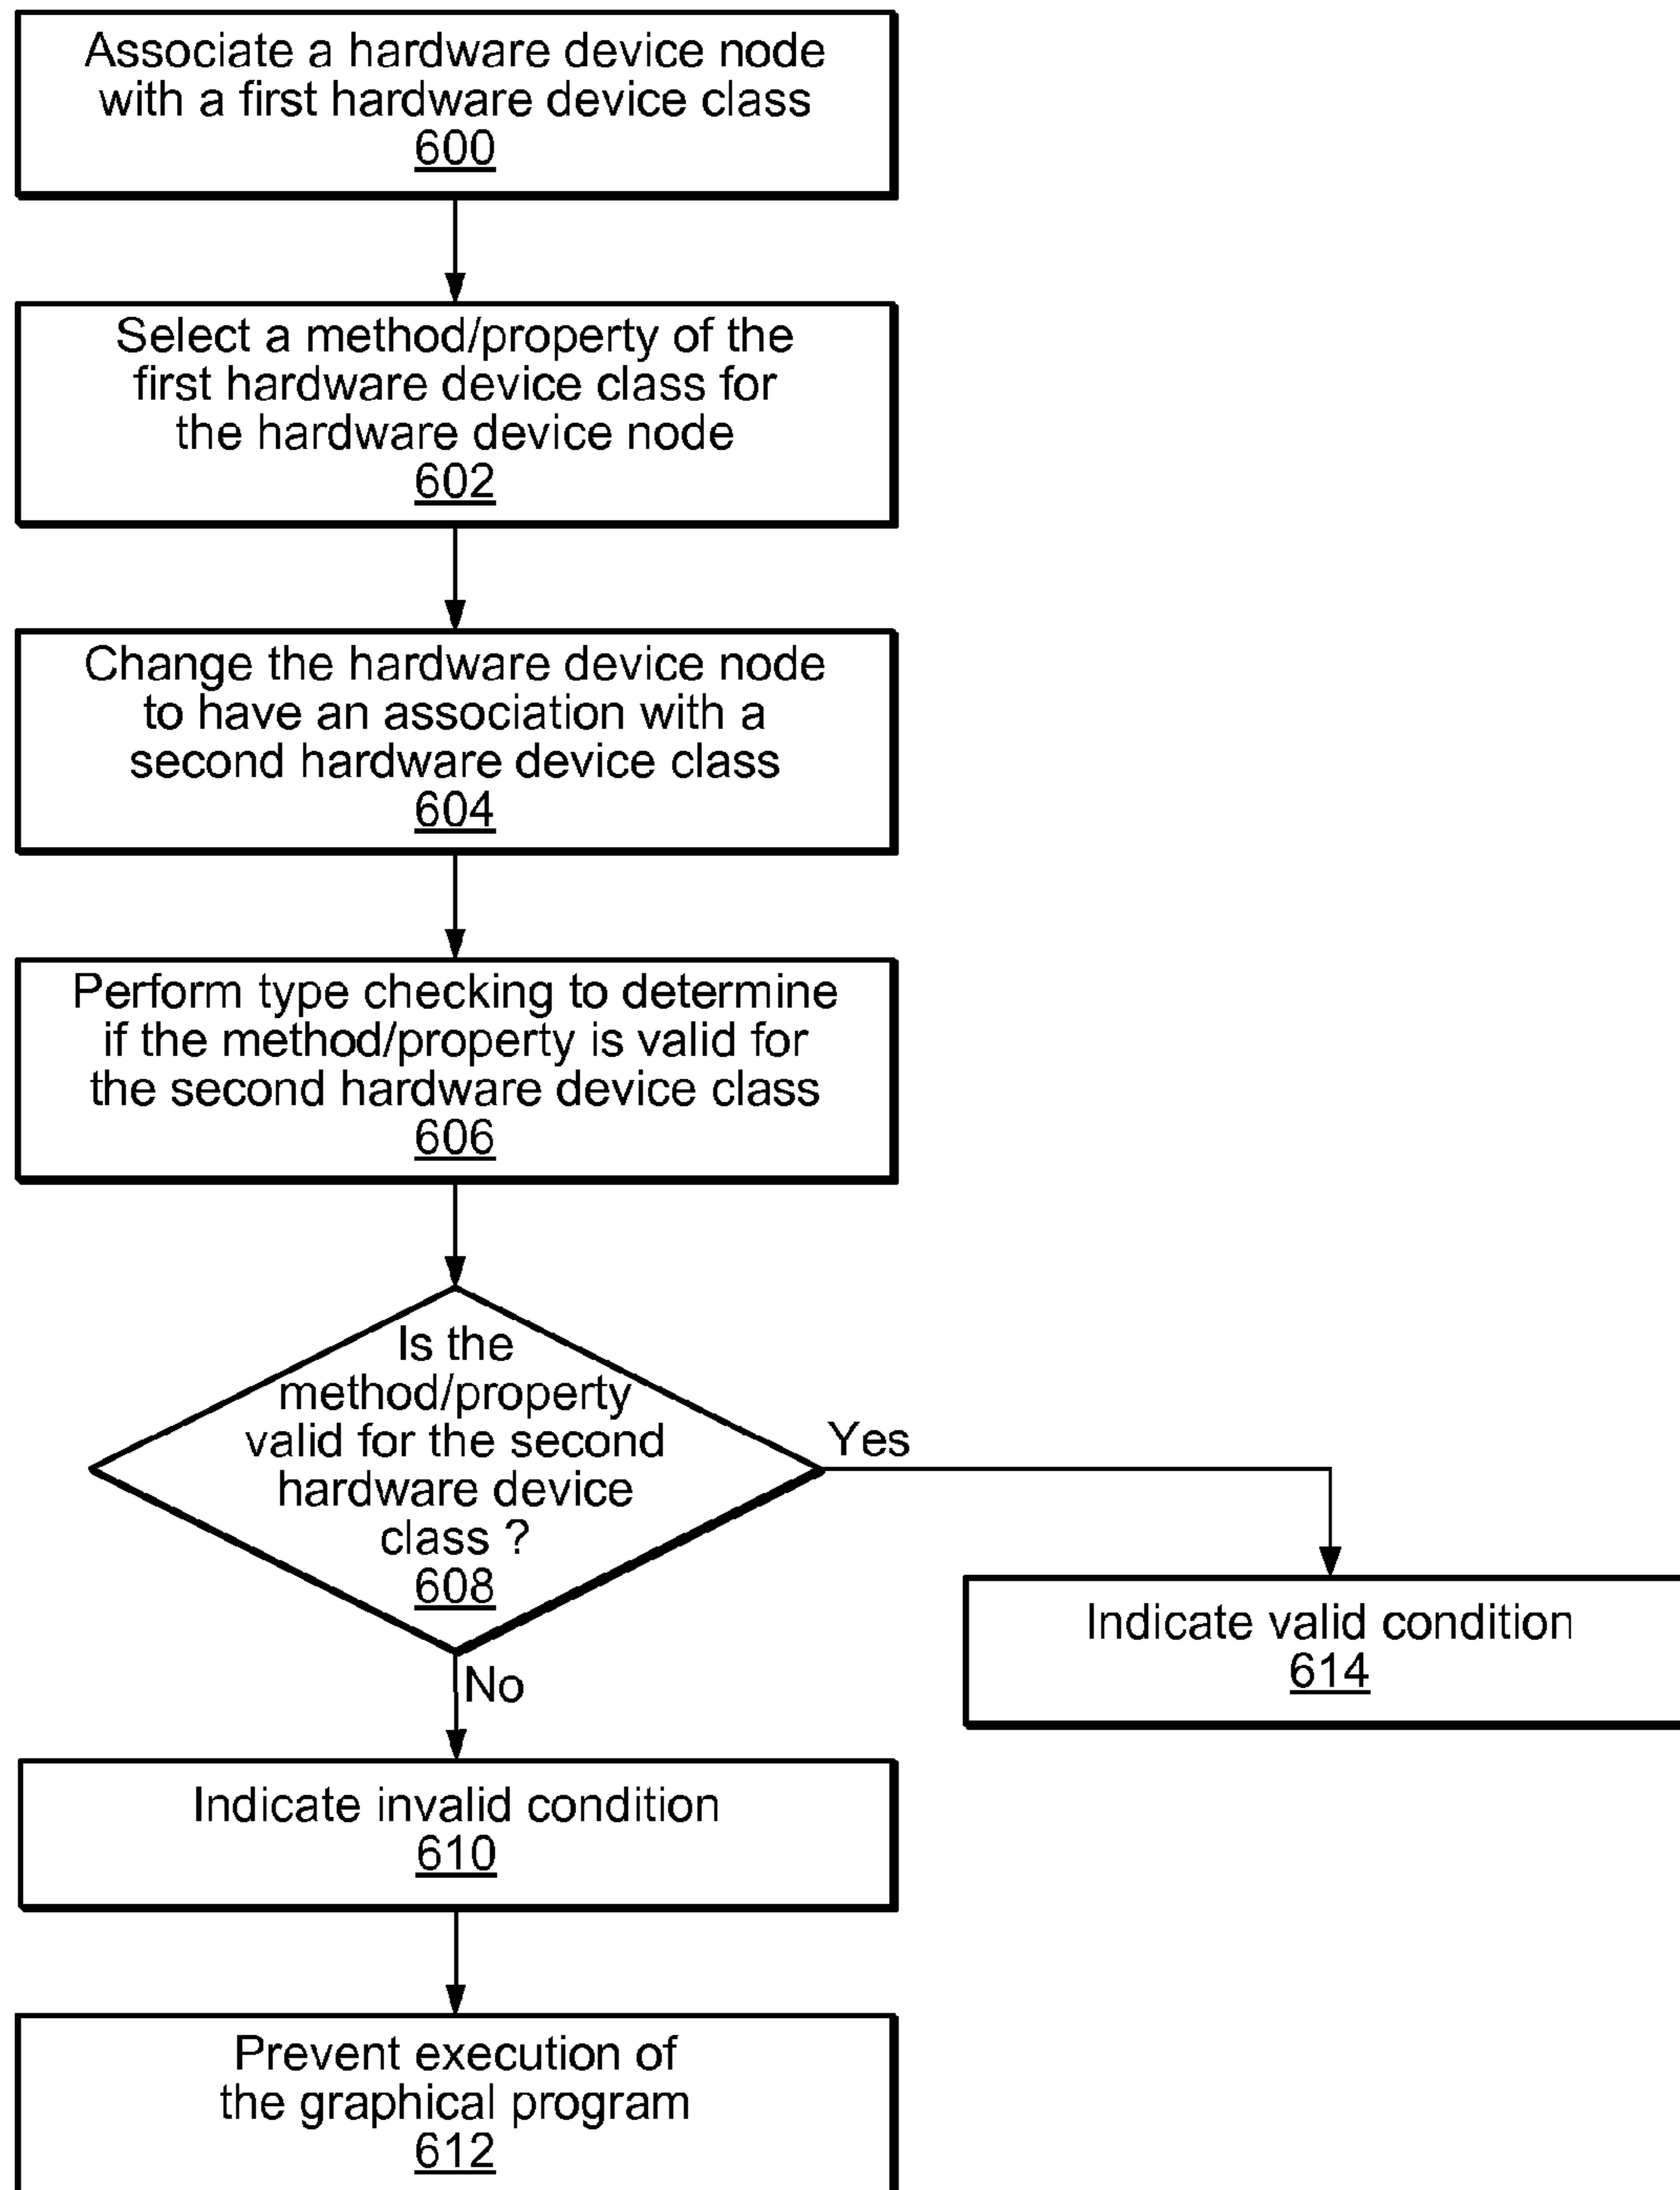 Associate a hardware device node
with a first hardware device class
600
Select a method/property of the
first hardware device class for
the hardware device node
602
Change the hardware device node
to have an association with a
second hardware device class
604
Perform type checking to determine
if the method/property is valid for
the second hardware device class
606
Is the
method/property
valid for the second
hardware device
class ?
608
Yes
No
Indicate valid condition
614
Indicate invalid condition
610
Prevent execution of
the graphical program
612